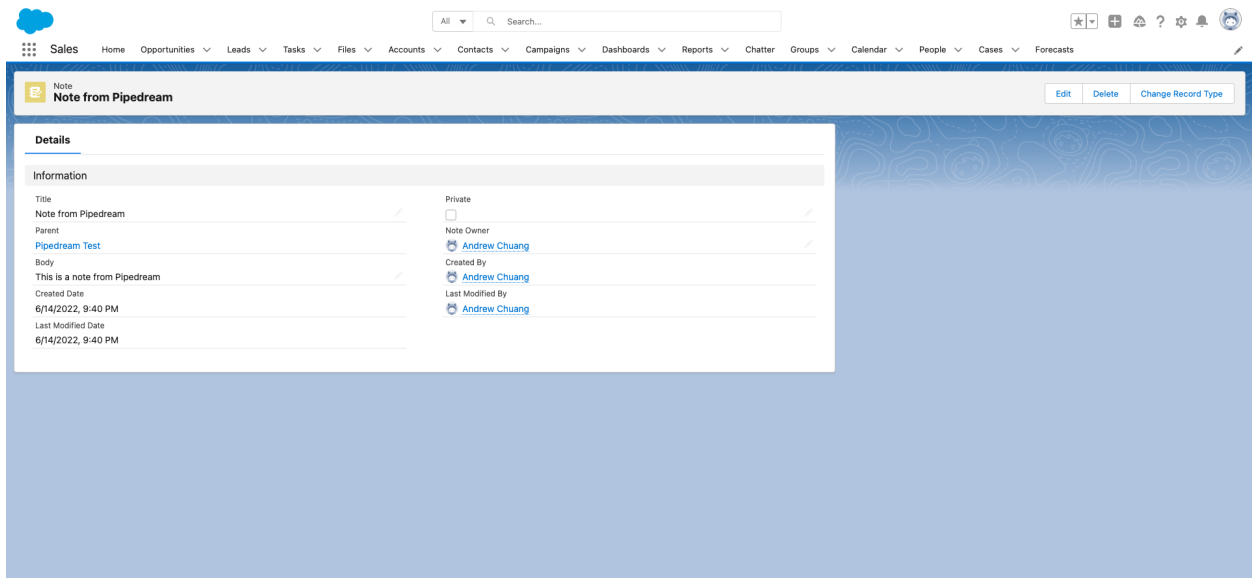 All
Search...
Sales Home Opportunities Leads Tasks Files Accounts Contacts Campaigns Dashboards Reports Chatter Groups Calendar People Cases Forecasts
Note
Note from Pipedream
Edit Delete Change Record Type
Details
Information
Title
Note from Pipedream
Parent
Pipedream Test
Body
This is a note from Pipedream
Created Date
6/14/2022, 9:40 PM
Last Modified Date
6/14/2022, 9:40 PM
Private
Note Owner
Andrew Chuang
Created By
Andrew Chuang
Last Modified By
Andrew Chuang